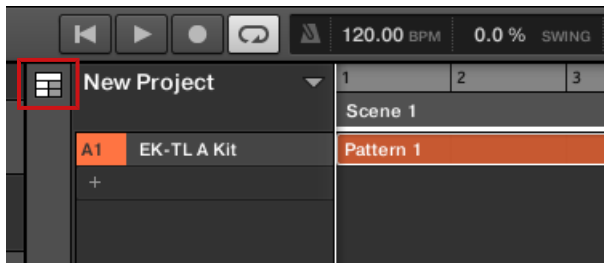 120.00 BPM 0.0 % SWING
New Project 1 2 3
Scene 1
A1 EK-TL A Kit Pattern 1
+